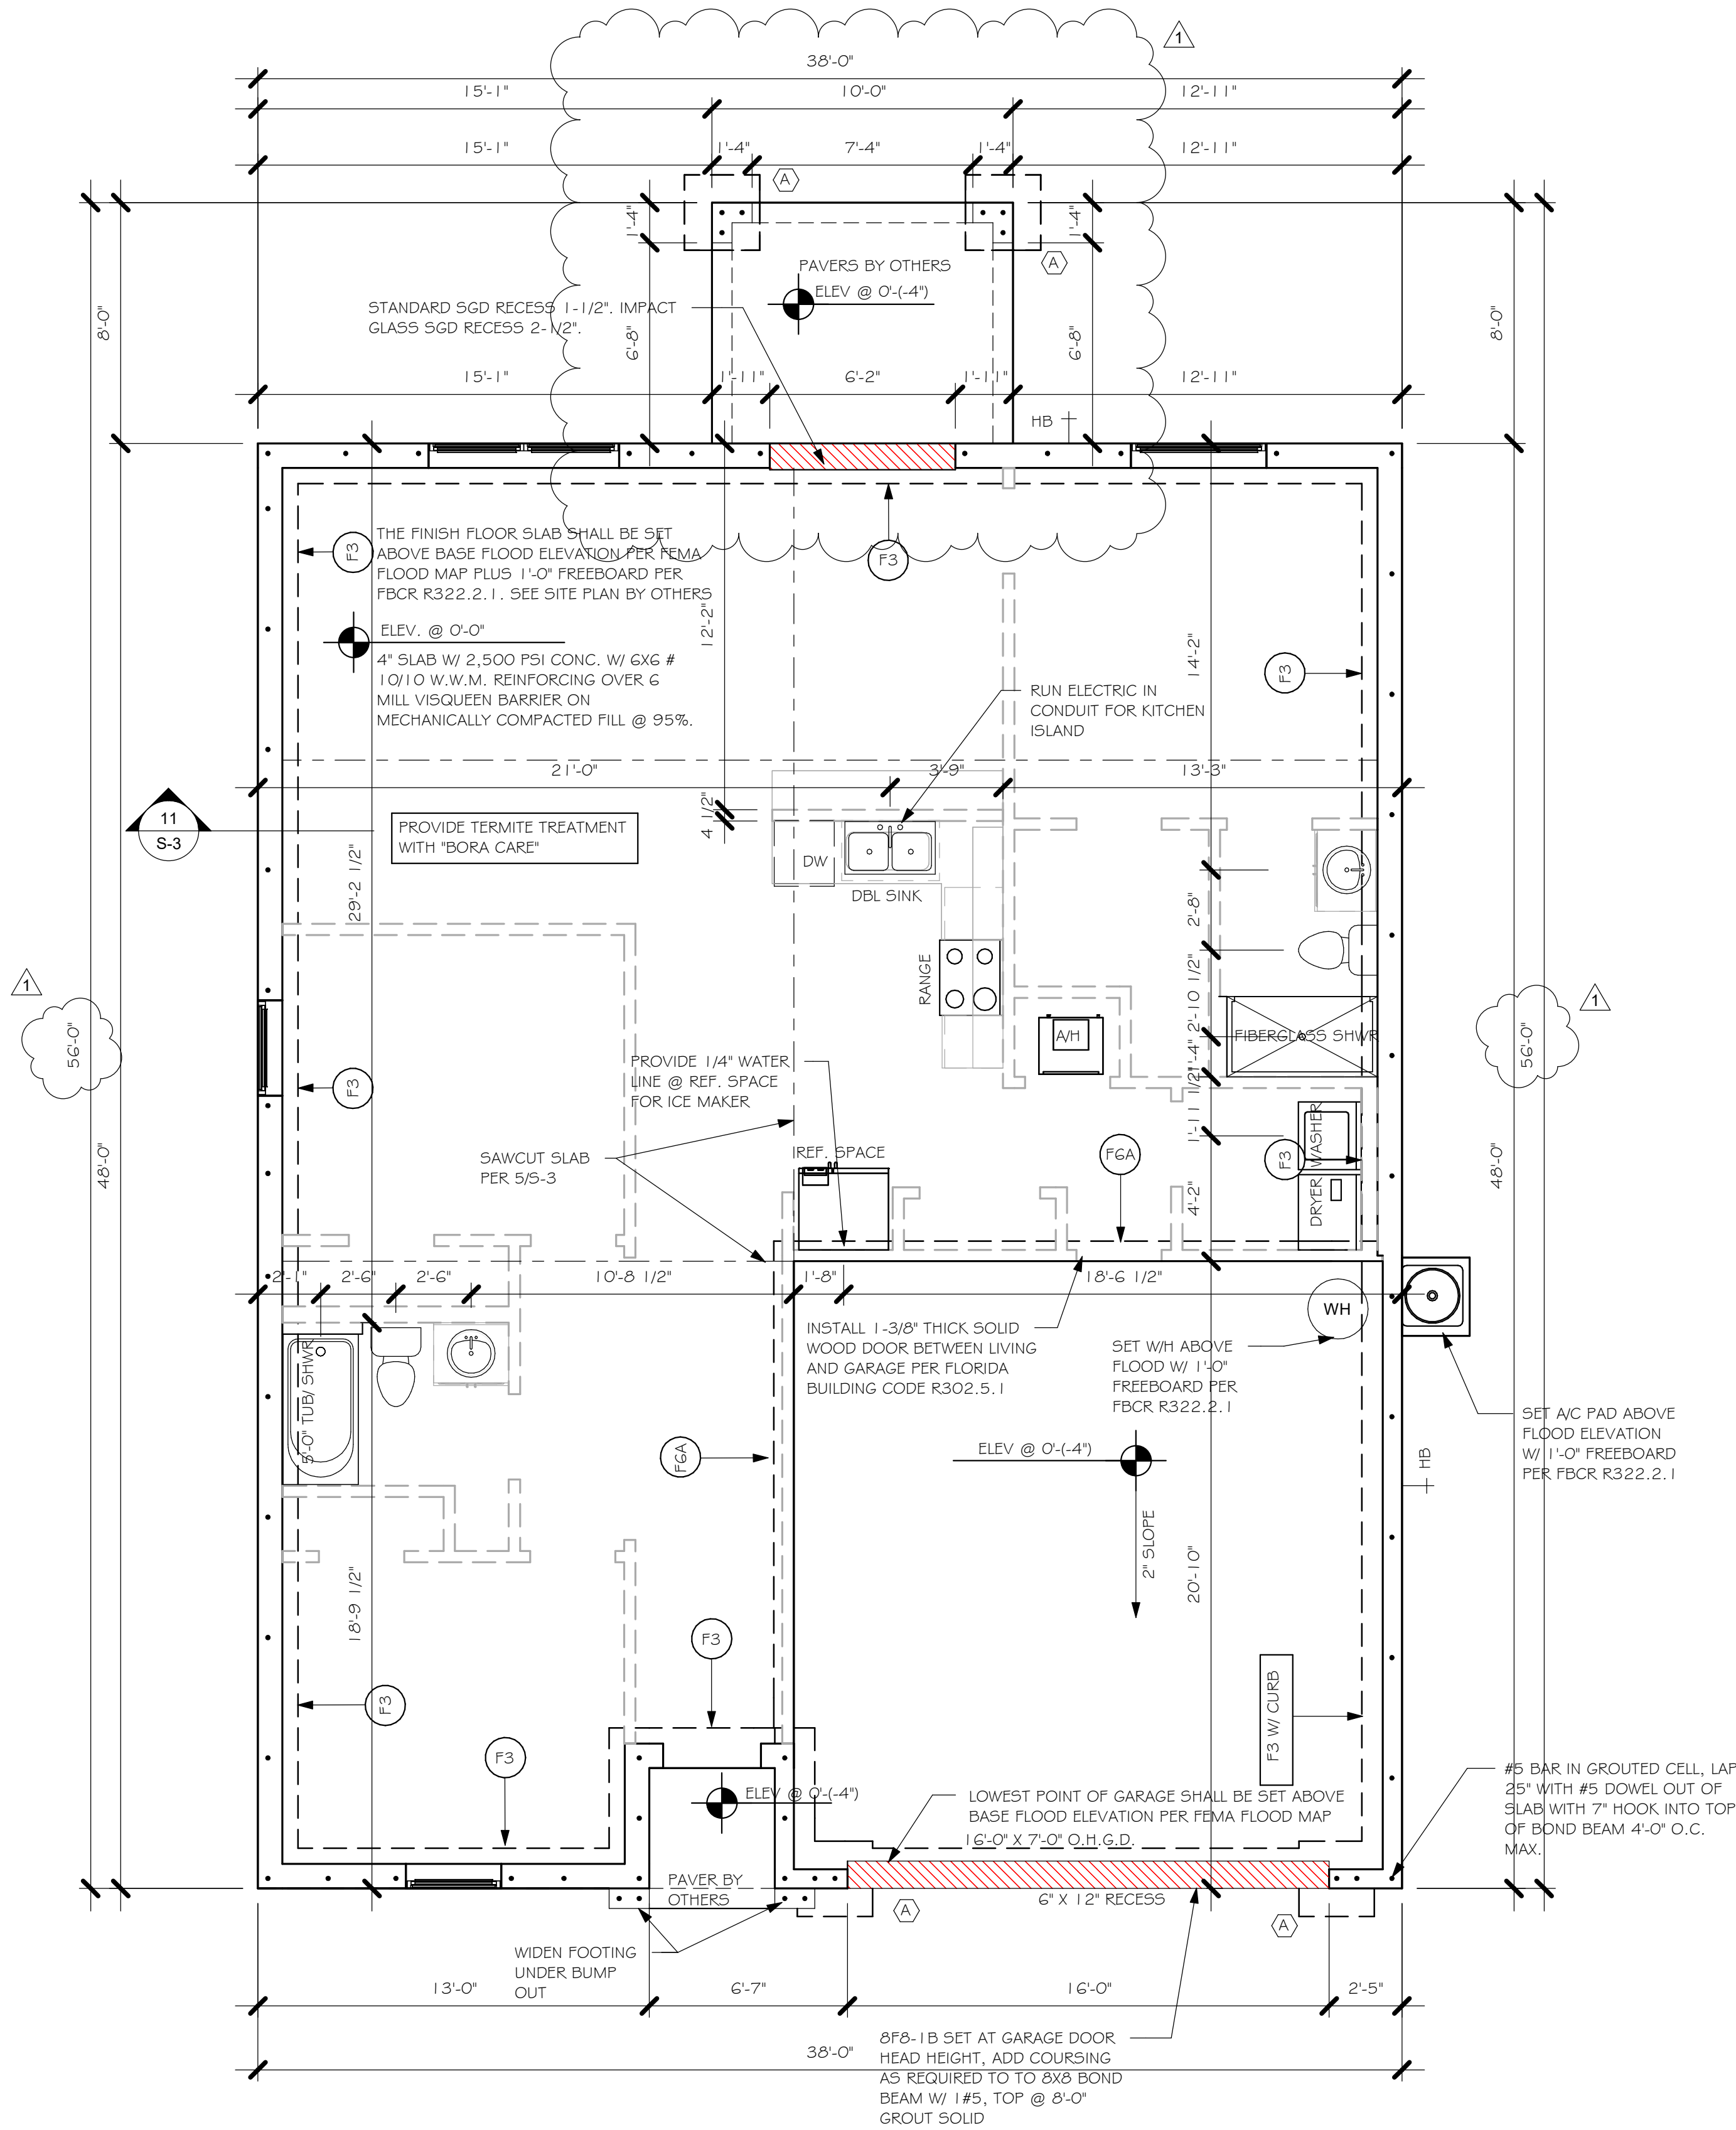 1
38'-0"
15'-1"
10'-0"
12'-11"
15'-1"
1'-4"
7'-4"
1'-4"
12'-11"
A
1'-4"
1'-4"
A
PAVERS BY OTHERS
ELEV @ 0'-(-4")
STANDARD SGD RECESS 1-1/2". IMPACT
GLASS SGD RECESS 2-1/2".
8'-0"
6'-8"
6'-8"
8'-0"
15'-1"
1'-11"
6'-2"
1'-11"
12'-11"
HB
F3
THE FINISH FLOOR SLAB SHALL BE SET
ABOVE BASE FLOOD ELEVATION PER FEMA
FLOOD MAP PLUS 1'-0" FREEBOARD PER
FBCR R322.2.1. SEE SITE PLAN BY OTHERS
F3
ELEV. @ 0'-0"
4" SLAB W/ 2,500 PSI CONC. W/ 6X6 #
10/10 W.W.M. REINFORCING OVER 6
MILL VISQUEEN BARRIER ON
MECHANICALLY COMPACTED FILL @ 95%.
12'-2"
14'-2"
F3
RUN ELECTRIC IN
CONDUIT FOR KITCHEN
ISLAND
21'-0"
3'-9"
13'-3"
11
S-3
PROVIDE TERMITE TREATMENT
WITH "BORA CARE"
4 1/2"
DW
DBL SINK
29'-2 1/2"
2'-8"
RANGE
2'-10 1/2"
1
56'-0"
A/H
FIBERGLASS SHWR
1'-4"
1
56'-0"
F3
PROVIDE 1/4" WATER
LINE @ REF. SPACE
FOR ICE MAKER
1'-11 1/2"
WASHER
48'-0"
SAWCUT SLAB
PER 5/S-3
REF. SPACE
F6A
F3
48'-0"
4'-2"
DRYER
2'-1"
2'-6"
2'-6"
10'-8 1/2"
1'-8"
18'-6 1/2"
WH
INSTALL 1-3/8" THICK SOLID
WOOD DOOR BETWEEN LIVING
AND GARAGE PER FLORIDA
BUILDING CODE R302.5.1
SET W/H ABOVE
FLOOD W/ 1'-0"
FREEBOARD PER
FBCR R322.2.1
5'-0" TUB/ SHWR
SET A/C PAD ABOVE
FLOOD ELEVATION
W/ 1'-0" FREEBOARD
PER FBCR R322.2.1
F6A
ELEV @ 0'-(-4")
HB
2" SLOPE
20'-10"
18'-9 1/2"
F3
F3
F3
F3 W/ CURB
ELEV @ 0'-(-4")
LOWEST POINT OF GARAGE SHALL BE SET ABOVE
BASE FLOOD ELEVATION PER FEMA FLOOD MAP
16'-0" X 7'-0" O.H.G.D.
#5 BAR IN GROUTED CELL, LAP
25" WITH #5 DOWEL OUT OF
SLAB WITH 7" HOOK INTO TOP
OF BOND BEAM 4'-0" O.C.
MAX.
PAVER BY
OTHERS
6" X 12" RECESS
A
A
WIDEN FOOTING
UNDER BUMP
OUT
13'-0"
6'-7"
16'-0"
2'-5"
38'-0"
8F8-1B SET AT GARAGE DOOR
HEAD HEIGHT, ADD COURSING
AS REQUIRED TO TO 8X8 BOND
BEAM W/ 1#5, TOP @ 8'-0"
GROUT SOLID